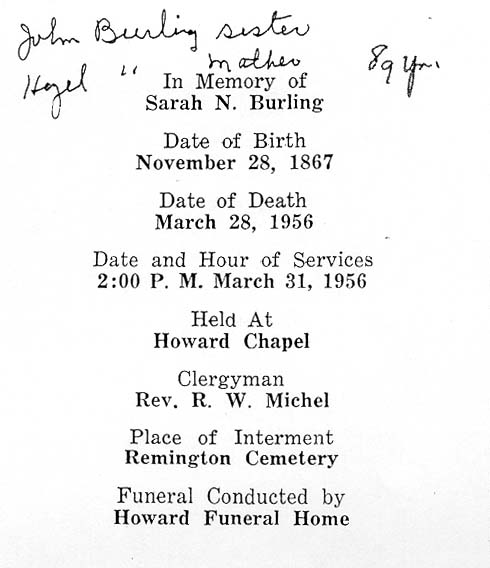 John Burling sister
Hazel " mother 89 yr.
In Memory of
Sarah N. Burling
Date of Birth
November 28, 1867
Date of Death
March 28, 1956
Date and Hour of Services
2:00 P. M. March 31, 1956
Held At
Howard Chapel
Clergyman
Rev. R. W. Michel
Place of Interment
Remington Cemetery
Funeral Conducted by
Howard Funeral Home